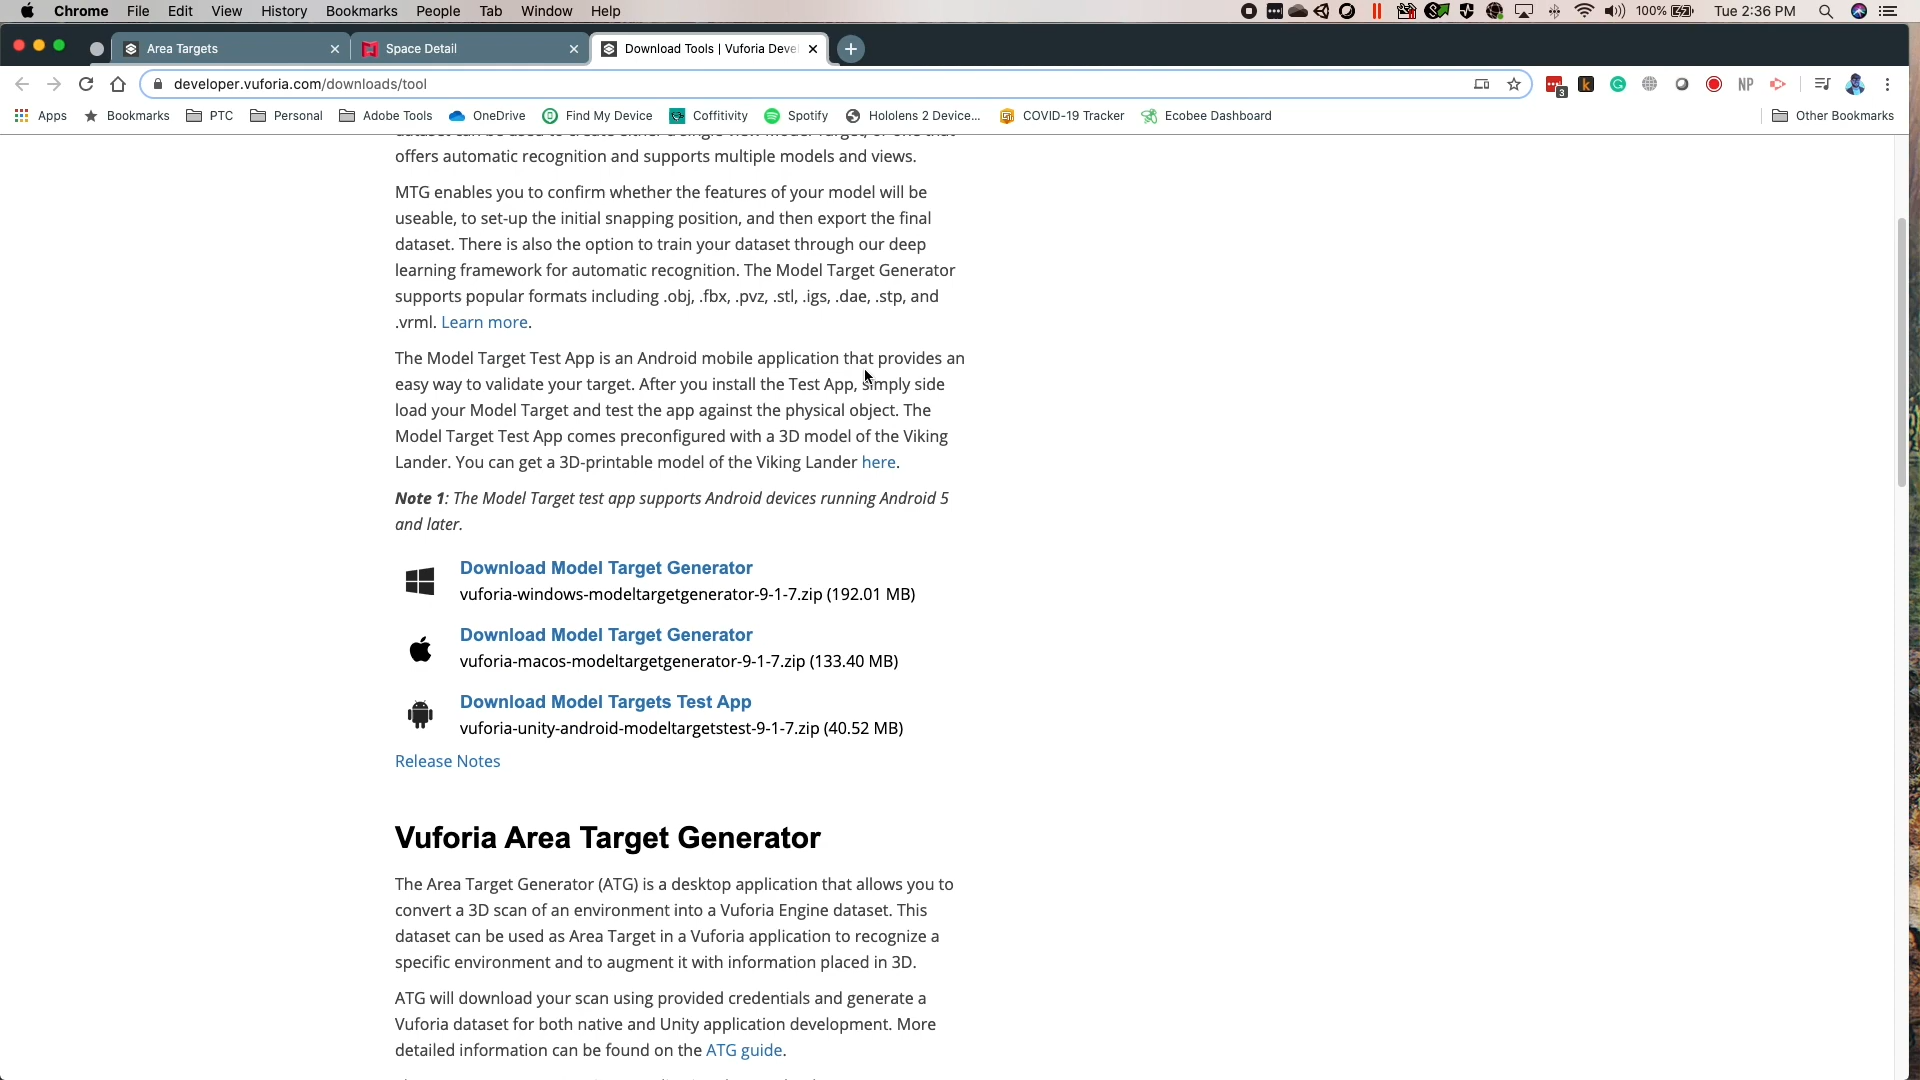 Chrome File Edit View History Bookmarks People Tab Window Help 100% Tue 2:36 PM
Area Targets Space Detail Download Tools | Vuforia Deve
developer.vuforia.com/downloads/tool 3 NP
Apps Bookmarks PTC Personal Adobe Tools OneDrive Find My Device Coffitivity Spotify Hololens 2 Device... COVID-19 Tracker Ecobee Dashboard Other Bookmarks
offers automatic recognition and supports multiple models and views.
MTG enables you to confirm whether the features of your model will be
useable, to set-up the initial snapping position, and then export the final
dataset. There is also the option to train your dataset through our deep
learning framework for automatic recognition. The Model Target Generator
supports popular formats including .obj, .fbx, .pvz, .stl, .igs, .dae, .stp, and
.vrml. Learn more.
The Model Target Test App is an Android mobile application that provides an
easy way to validate your target. After you install the Test App, simply side
load your Model Target and test the app against the physical object. The
Model Target Test App comes preconfigured with a 3D model of the Viking
Lander. You can get a 3D-printable model of the Viking Lander here.
Note 1: The Model Target test app supports Android devices running Android 5
and later.
Download Model Target Generator
vuforia-windows-modeltargetgenerator-9-1-7.zip (192.01 MB)
Download Model Target Generator
vuforia-macos-modeltargetgenerator-9-1-7.zip (133.40 MB)
Download Model Targets Test App
vuforia-unity-android-modeltargetstest-9-1-7.zip (40.52 MB)
Release Notes
Vuforia Area Target Generator
The Area Target Generator (ATG) is a desktop application that allows you to
convert a 3D scan of an environment into a Vuforia Engine dataset. This
dataset can be used as Area Target in a Vuforia application to recognize a
specific environment and to augment it with information placed in 3D.
ATG will download your scan using provided credentials and generate a
Vuforia dataset for both native and Unity application development. More
detailed information can be found on the ATG guide.